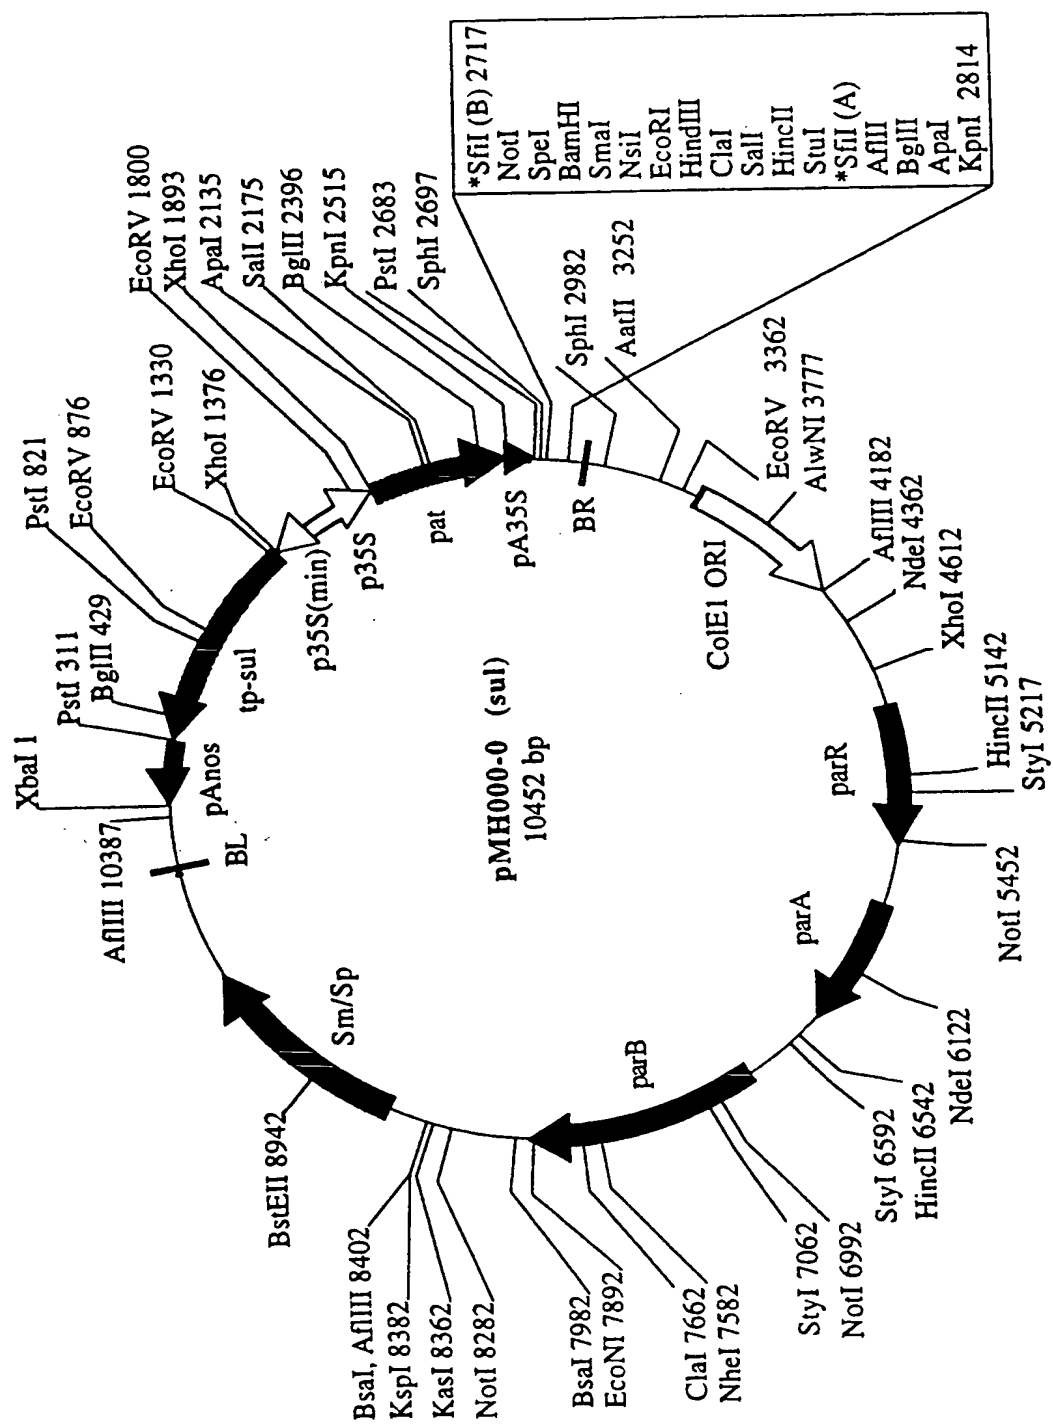 XbaI 1
PstI 311
BglII 429
PstI 821
EcoRV 876
EcoRV 1330
XhoI 1376
EcoRV 1800
XhoI 1893
ApaI 2135
SalI 2175
BglII 2396
KpnI 2515
PstI 2683
SphI 2697
*SfiI (B) 2717
NotI
SpeI
BamHI
SmaI
NsiI
EcoRI
HindIII
ClaI
SalI
HincII
StuI
*SfiI (A)
AflII
BglII
ApaI
KpnI 2814
SphI 2982
AatII 3252
EcoRV 3362
AlwNI 3777
AflIII 4182
NdeI 4362
XhoI 4612
HincII 5142
StyI 5217
NotI 5452
NdeI 6122
HincII 6542
StyI 6592
NotI 6992
StyI 7062
NheI 7582
ClaI 7662
EcoNI 7892
BsaI 7982
NotI 8282
KasI 8362
KspI 8382
BsaI, AflIII 8402
BstEII 8942
AflIII 10387
BL
pAnos
tp-sul
p35S(min)
p35S
pat
pA35S
BR
ColE1 ORI
parR
parA
parB
Sm/Sp
pMH000-0 (sul)
10452 bp